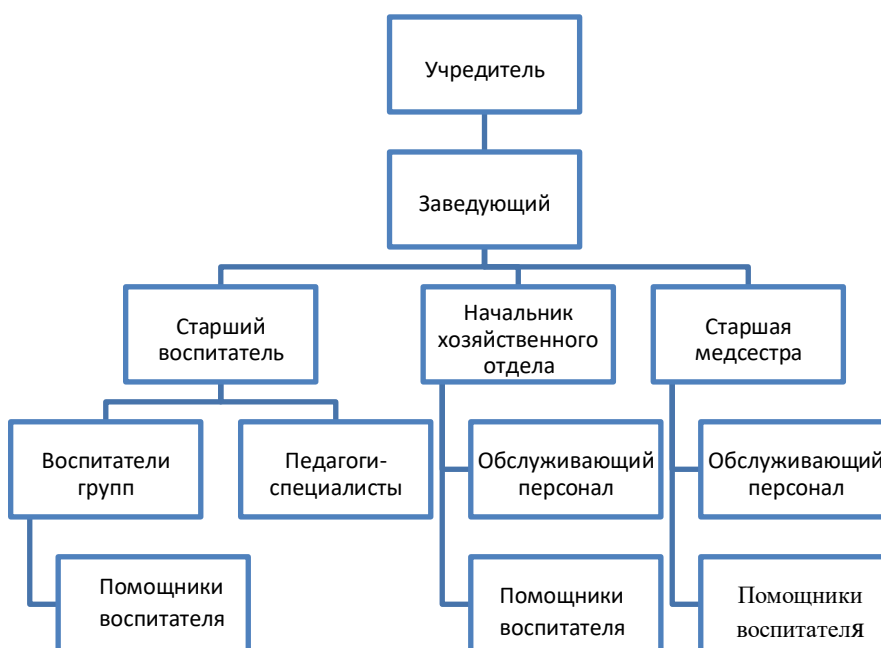 Учредитель
Заведующий
Старший
воспитатель
Начальник
хозяйственного
отдела
Старшая
медсестра
Воспитатели
групп
Педагоги-
специалисты
Обслуживающий
персонал
Обслуживающий
персонал
Помощники
воспитателя
Помощники
воспитателя
Помощники
воспитателя